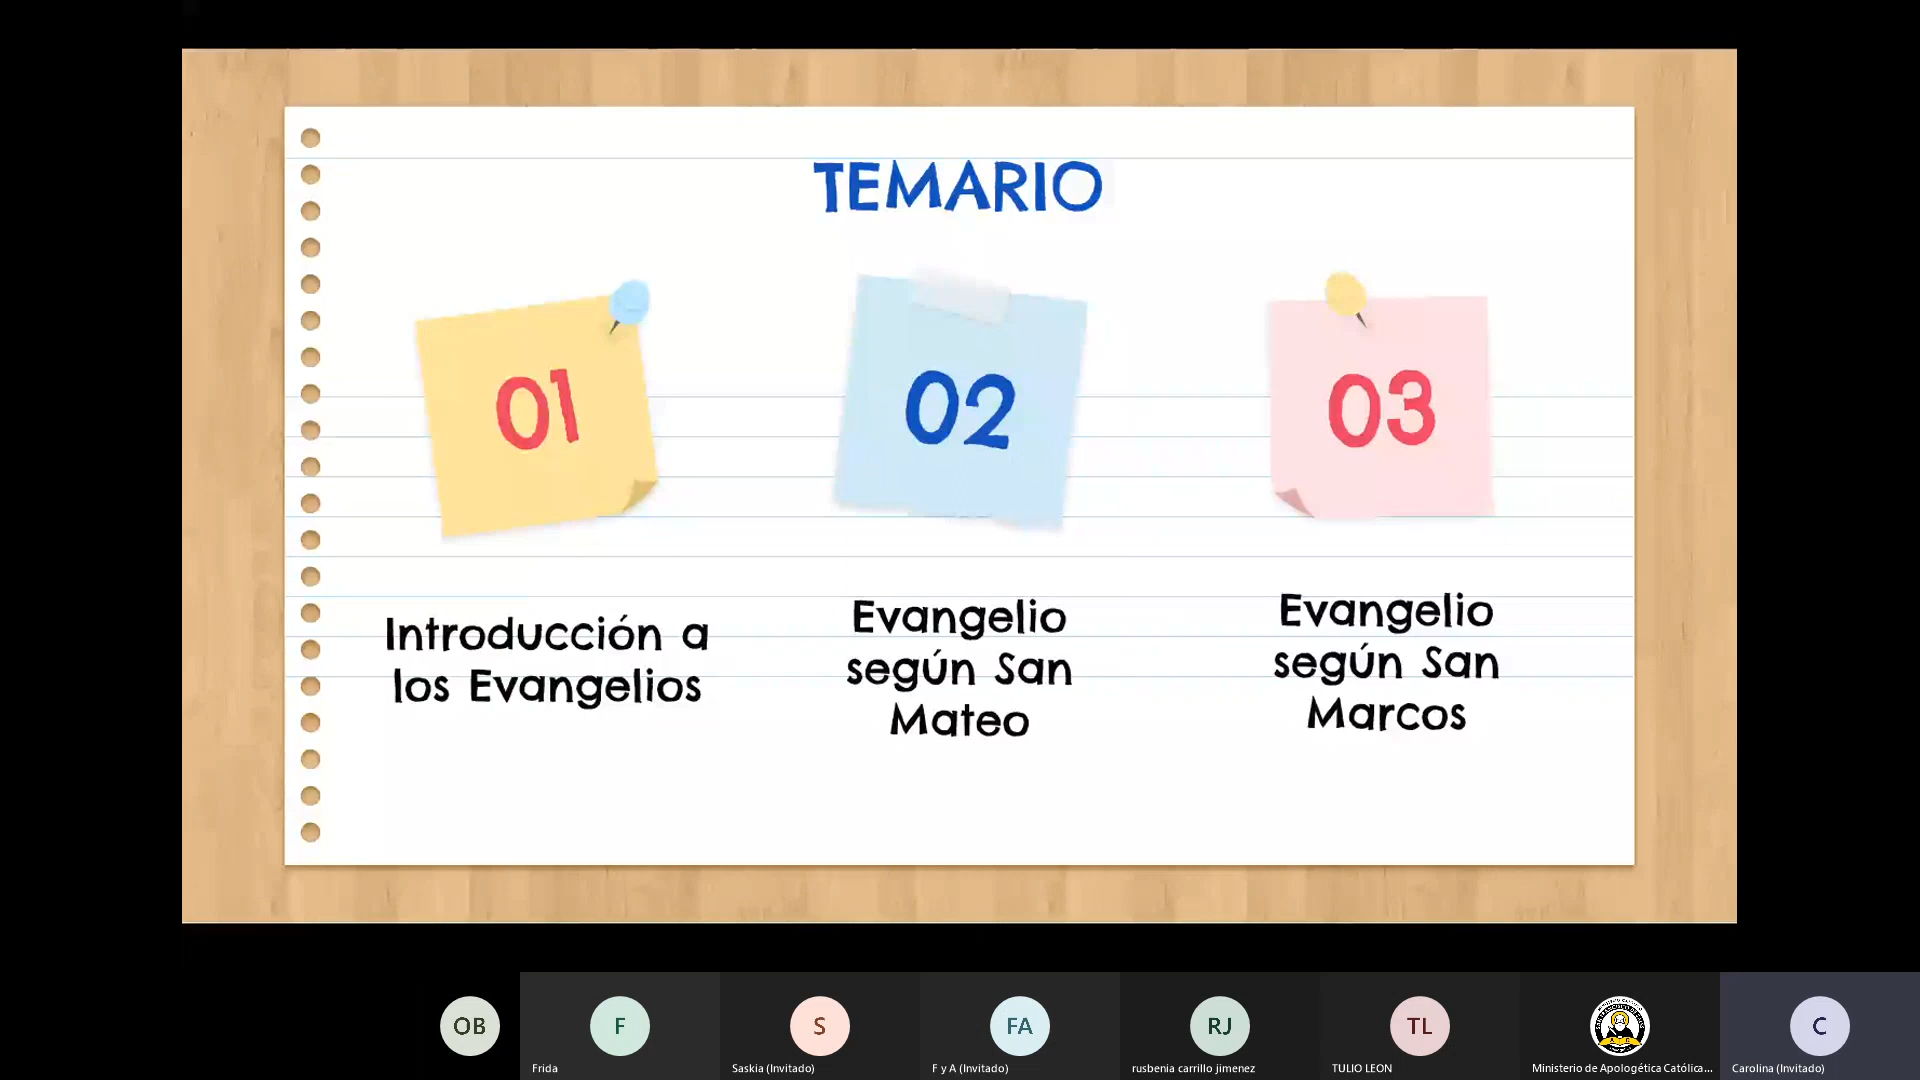 TEMARIO
01
02
03
Introducción a
los Evangelios
Evangelio
según San
Mateo
Evangelio
según San
Marcos
OB
F
S
FA
RJ
TL
C
Frida
Saskia (Invitado)
F y A (Invitado)
rusbenia carrillo jimenez
TULIO LEON
Ministerio de Apologética Católica...
Carolina (Invitado)